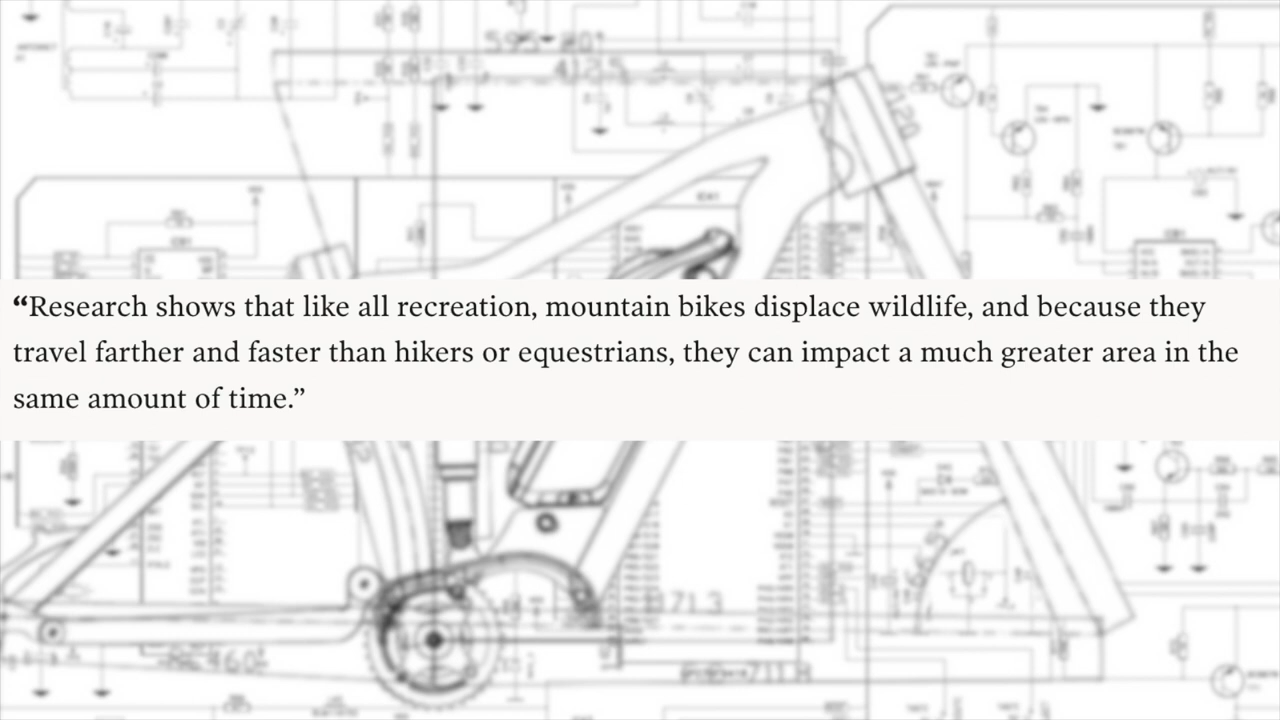 “Research shows that like all recreation, mountain bikes displace wildlife, and because they
travel farther and faster than hikers or equestrians, they can impact a much greater area in the
same amount of time.”